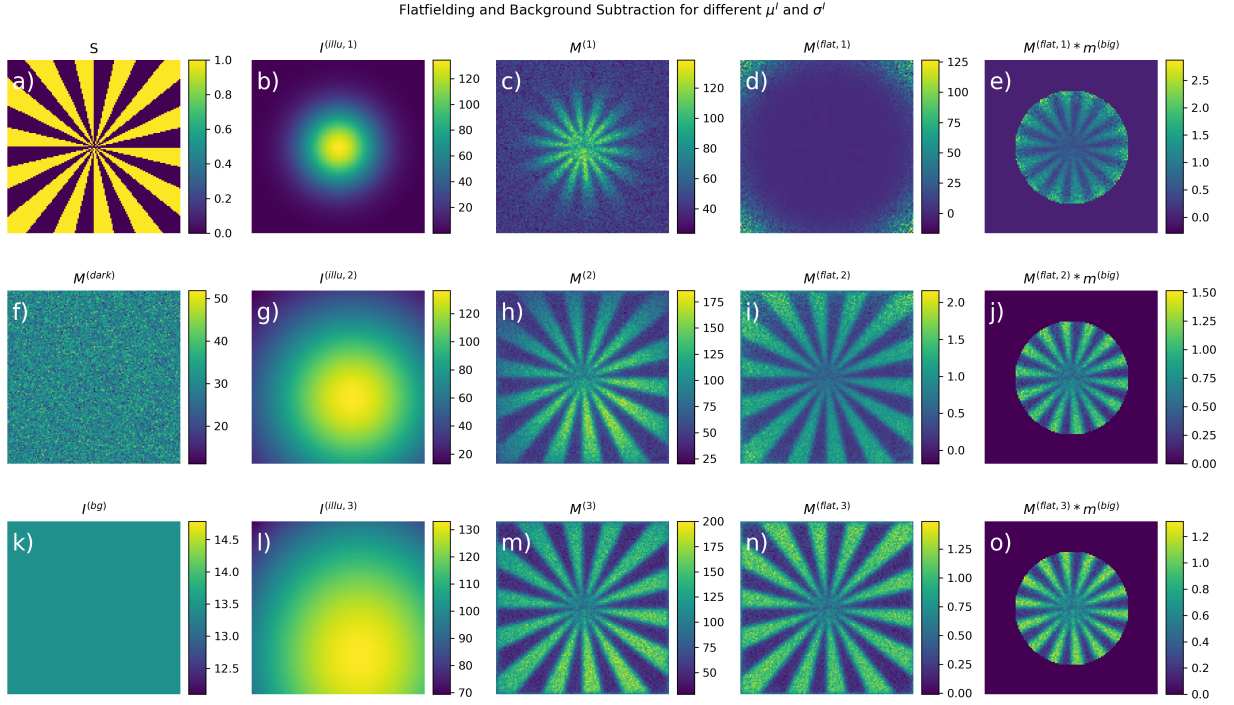 Flatfielding and Background Subtraction for different μ^I and σ^I
S
I^(illu, 1)
M^(1)
M^(flat, 1)
M^(flat, 1) * m^(big)
a)
1.0
0.8
0.6
0.4
0.2
0.0
b)
120
100
80
60
40
20
c)
120
100
80
60
40
d)
125
100
75
50
25
0
e)
2.5
2.0
1.5
1.0
0.5
0.0
M^(dark)
I^(illu, 2)
M^(2)
M^(flat, 2)
M^(flat, 2) * m^(big)
f)
50
40
30
20
g)
120
100
80
60
40
20
h)
175
150
125
100
75
50
25
i)
2.0
1.5
1.0
0.5
0.0
j)
1.50
1.25
1.00
0.75
0.50
0.25
0.00
I^(bg)
I^(illu, 3)
M^(3)
M^(flat, 3)
M^(flat, 3) * m^(big)
k)
14.5
14.0
13.5
13.0
12.5
l)
130
120
110
100
90
80
70
m)
200
175
150
125
100
75
50
n)
1.25
1.00
0.75
0.50
0.25
0.00
o)
1.2
1.0
0.8
0.6
0.4
0.2
0.0